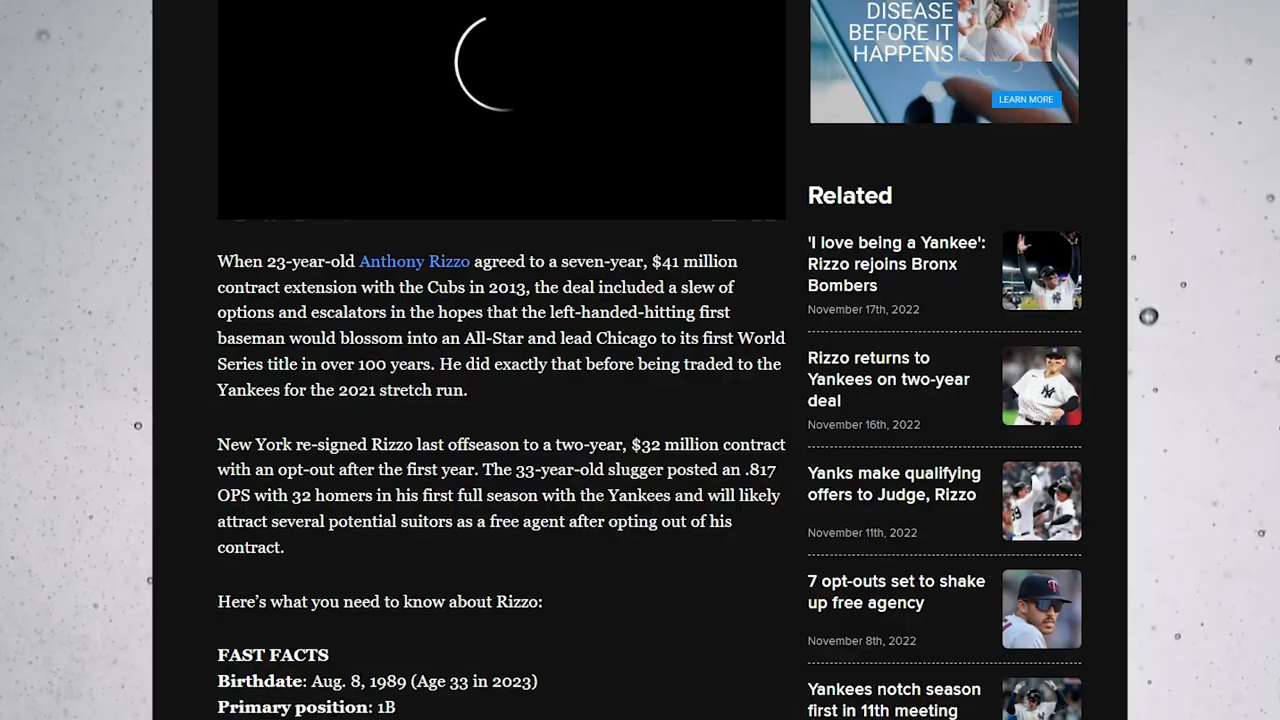 DISEASE
BEFORE IT
HAPPENS
LEARN MORE
When 23-year-old Anthony Rizzo agreed to a seven-year, $41 million
contract extension with the Cubs in 2013, the deal included a slew of
options and escalators in the hopes that the left-handed-hitting first
baseman would blossom into an All-Star and lead Chicago to its first World
Series title in over 100 years. He did exactly that before being traded to the
Yankees for the 2021 stretch run.
New York re-signed Rizzo last offseason to a two-year, $32 million contract
with an opt-out after the first year. The 33-year-old slugger posted an .817
OPS with 32 homers in his first full season with the Yankees and will likely
attract several potential suitors as a free agent after opting out of his
contract.
Here's what you need to know about Rizzo:
FAST FACTS
Birthdate: Aug. 8, 1989 (Age 33 in 2023)
Primary position: 1B
Related
'I love being a Yankee':
Rizzo rejoins Bronx
Bombers
November 17th, 2022
Rizzo returns to
Yankees on two-year
deal
November 16th, 2022
Yanks make qualifying
offers to Judge, Rizzo
November 11th, 2022
7 opt-outs set to shake
up free agency
November 8th, 2022
Yankees notch season
first in 11th meeting